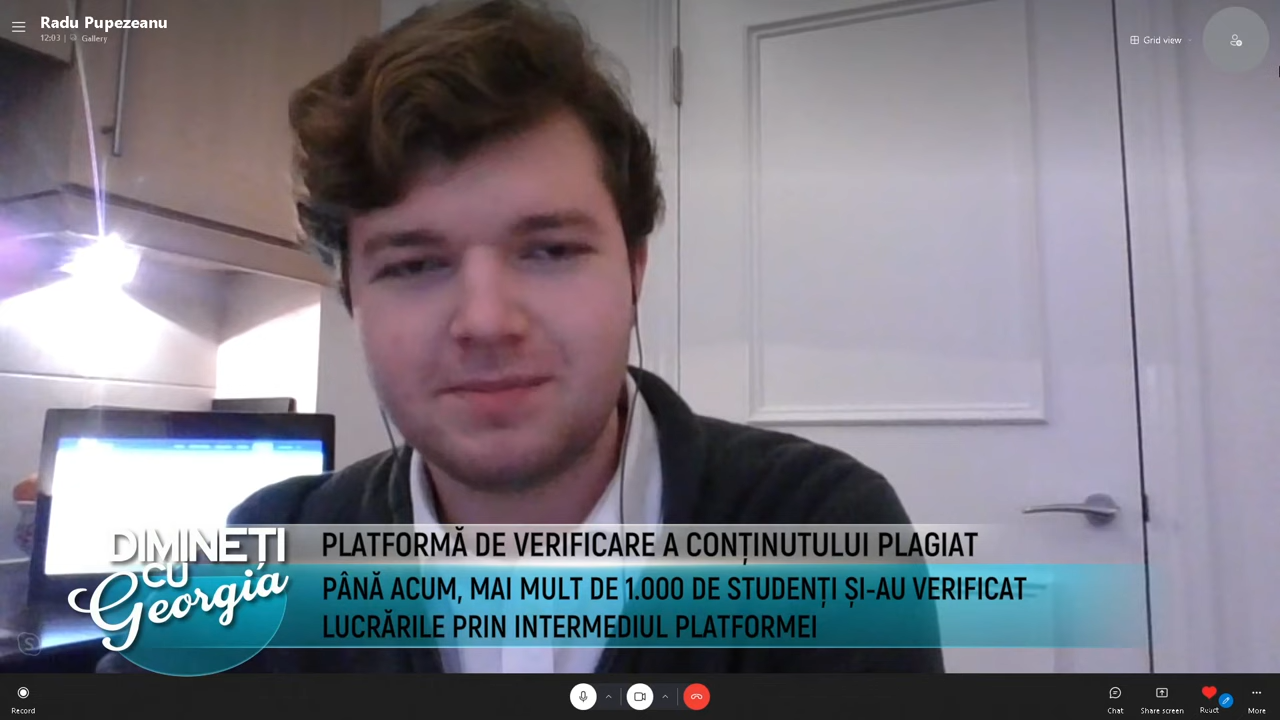 Radu Pupezeanu
12:03 | Gallery
Grid view
DIMINEȚI
CU
Georgia
PLATFORMĂ DE VERIFICARE A CONȚINUTULUI PLAGIAT
PÂNĂ ACUM, MAI MULT DE 1.000 DE STUDENȚI ȘI-AU VERIFICAT
LUCRĂRILE PRIN INTERMEDIUL PLATFORMEI
Record
Chat
Share screen
React
More